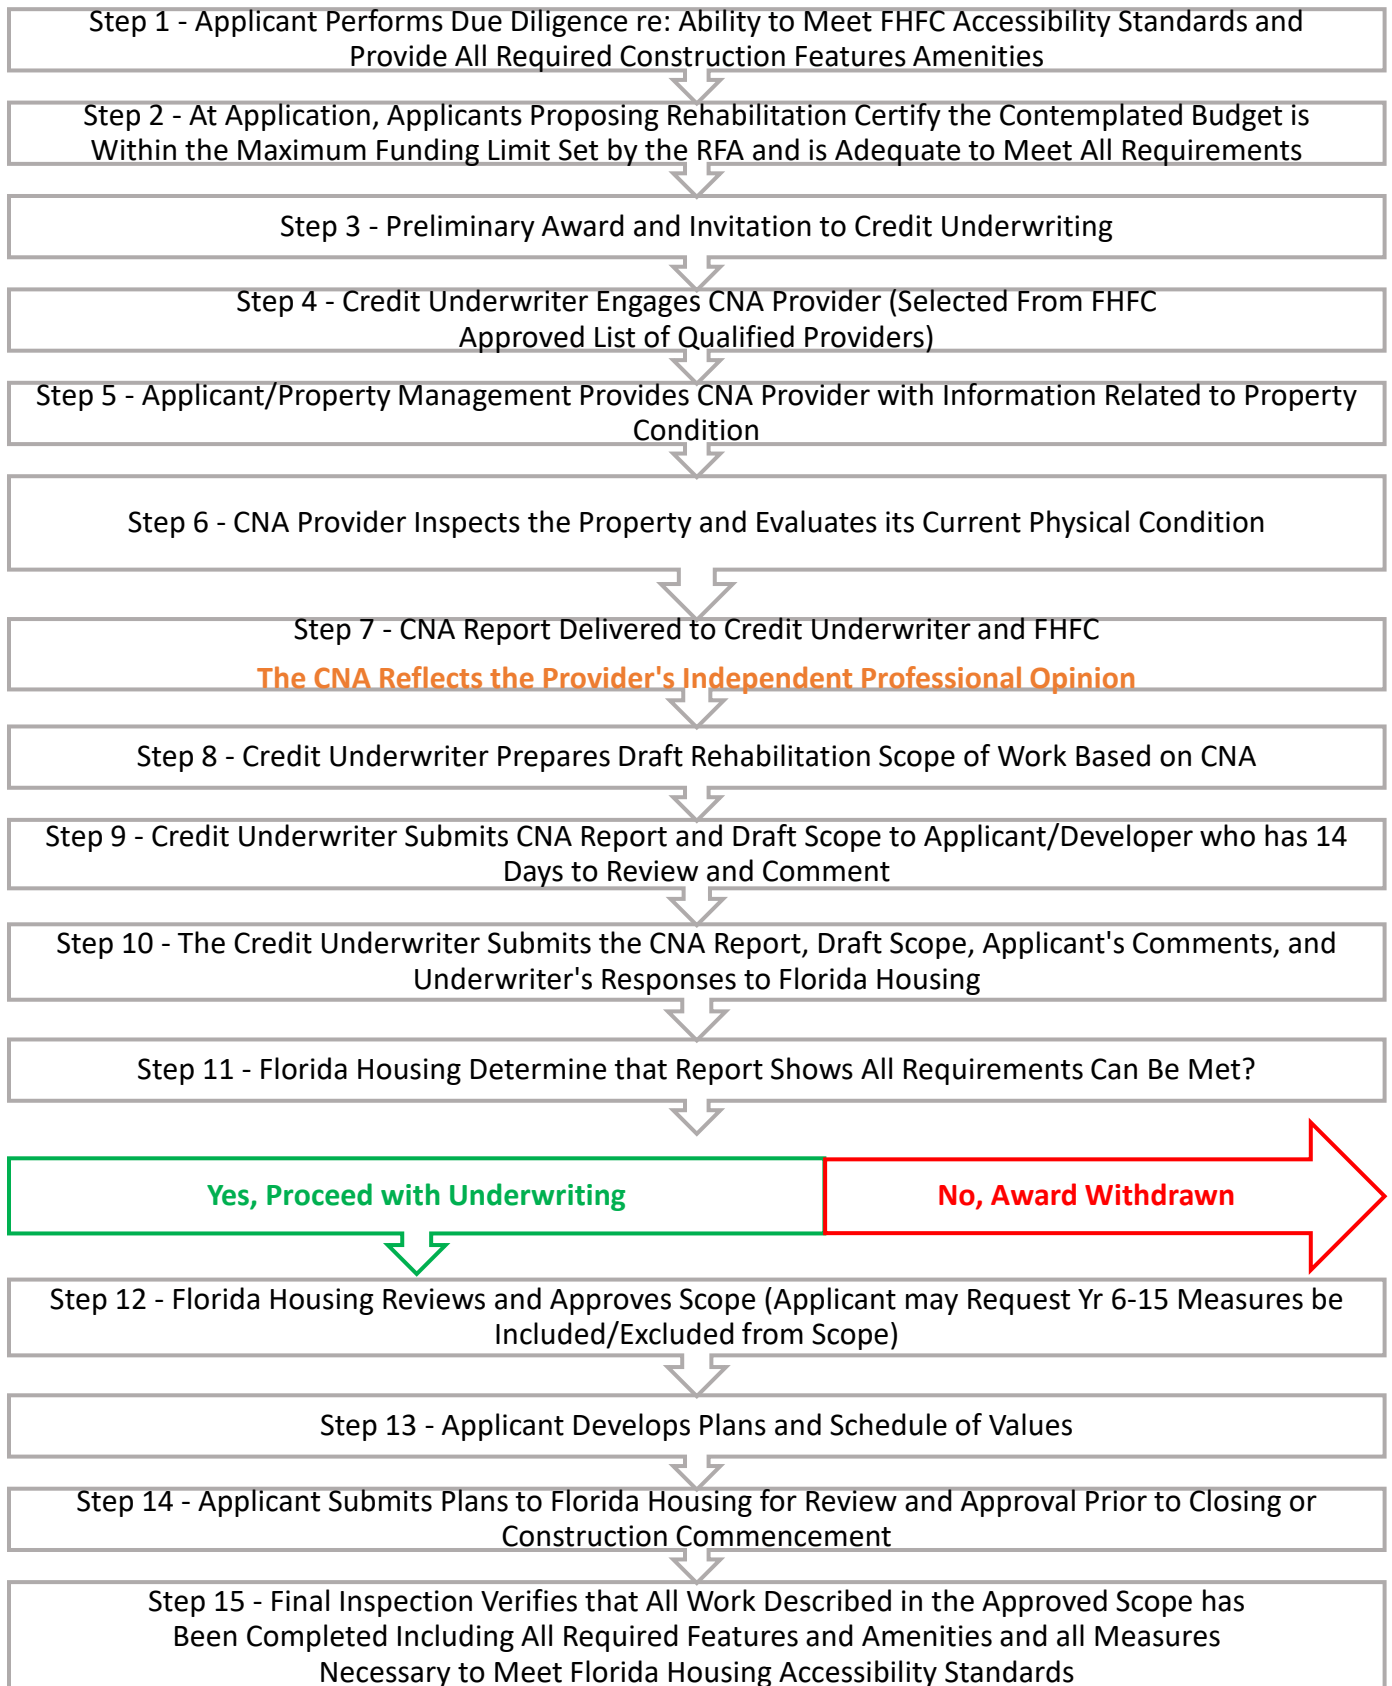 Step 1 - Applicant Performs Due Diligence re: Ability to Meet FHFC Accessibility Standards and
Provide All Required Construction Features Amenities
Step 2 - At Application, Applicants Proposing Rehabilitation Certify the Contemplated Budget is
Within the Maximum Funding Limit Set by the RFA and is Adequate to Meet All Requirements
Step 3 - Preliminary Award and Invitation to Credit Underwriting
Step 4 - Credit Underwriter Engages CNA Provider (Selected From FHFC
Approved List of Qualified Providers)
Step 5 - Applicant/Property Management Provides CNA Provider with Information Related to Property
Condition
Step 6 - CNA Provider Inspects the Property and Evaluates its Current Physical Condition
Step 7 - CNA Report Delivered to Credit Underwriter and FHFC
The CNA Reflects the Provider's Independent Professional Opinion
Step 8 - Credit Underwriter Prepares Draft Rehabilitation Scope of Work Based on CNA
Step 9 - Credit Underwriter Submits CNA Report and Draft Scope to Applicant/Developer who has 14
Days to Review and Comment
Step 10 - The Credit Underwriter Submits the CNA Report, Draft Scope, Applicant's Comments, and
Underwriter's Responses to Florida Housing
Step 11 - Florida Housing Determine that Report Shows All Requirements Can Be Met?
Yes, Proceed with Underwriting
No, Award Withdrawn
Step 12 - Florida Housing Reviews and Approves Scope (Applicant may Request Yr 6-15 Measures be
Included/Excluded from Scope)
Step 13 - Applicant Develops Plans and Schedule of Values
Step 14 - Applicant Submits Plans to Florida Housing for Review and Approval Prior to Closing or
Construction Commencement
Step 15 - Final Inspection Verifies that All Work Described in the Approved Scope has
Been Completed Including All Required Features and Amenities and all Measures
Necessary to Meet Florida Housing Accessibility Standards